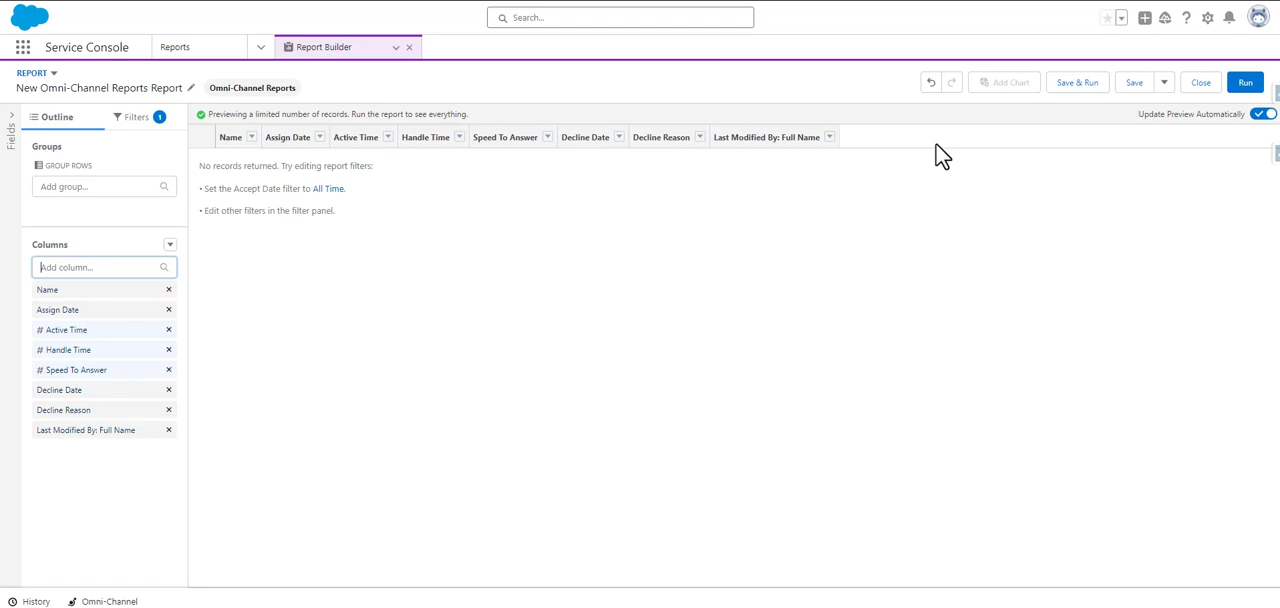 Search...
Service Console
Reports
Report Builder
REPORT
New Omni-Channel Reports Report
Omni-Channel Reports
Add Chart
Save & Run
Save
Close
Run
Fields
Outline
Filters 1
Previewing a limited number of records. Run the report to see everything.
Update Preview Automatically
Groups
GROUP ROWS
Add group...
Columns
Add column...
Name
Assign Date
# Active Time
# Handle Time
# Speed To Answer
Decline Date
Decline Reason
Last Modified By: Full Name
Name Assign Date Active Time Handle Time Speed To Answer Decline Date Decline Reason Last Modified By: Full Name
No records returned. Try editing report filters:
• Set the Accept Date filter to All Time.
• Edit other filters in the filter panel.
History
Omni-Channel